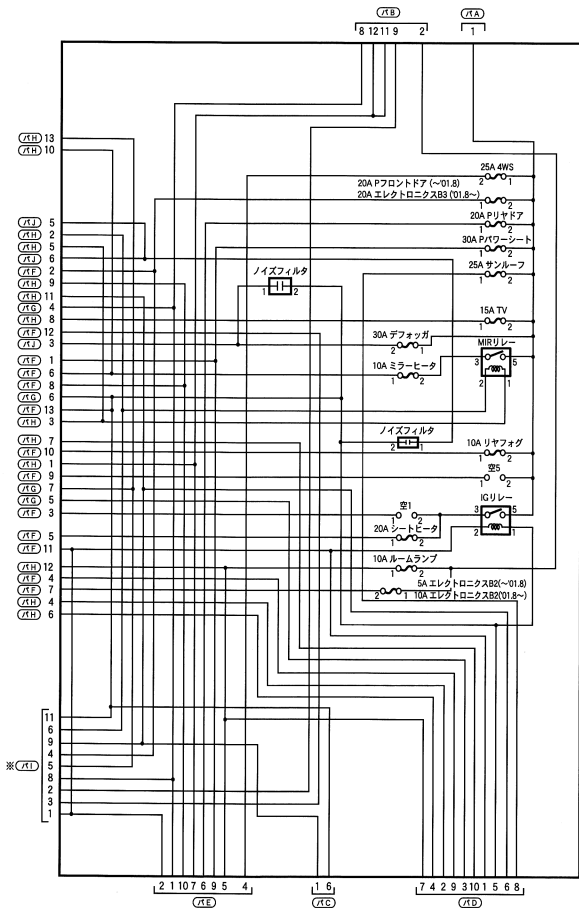 パB
パA
8 12 11 9 2
1
パH 13
パH 10
25A 4WS
2 1
20A Pフロントドア (~'01.8)
20A エレクトロニクスB3 ('01.8~)
1 2
20A Pリヤドア
1 2
30A Pパワーシート
1 2
25A サンルーフ
1 2
パJ 5
パH 2
パH 5
パJ 6
パF 2
パH 9
パH 11
パG 4
パH 8
パF 12
パJ 3
パF 1
パF 6
パF 8
パG 6
パF 13
パH 3
ノイズフィルタ
1 2
15A TV
1 2
30A デフォッガ
2 1
MIRリレー
3 5
2 1
10A ミラーヒータ
1 2
ノイズフィルタ
2 1
パH 7
パF 10
パH 1
パF 9
パG 7
パG 5
パF 3
10A リヤフォグ
1 2
空5
1 2
空1
1 2
IGリレー
3 5
2 1
20A シートヒータ
1 2
パF 5
パF 11
パH 12
パF 4
パF 7
パH 4
パH 6
10A ルームランプ
1 2
5A エレクトロニクスB2(~'01.8)
2 1 10A エレクトロニクスB2('01.8~)
※パI
11
6
9
4
5
8
2
3
1
2 1 10 7 6 9 5 4
パE
1 6
パC
7 4 2 9 3 10 1 5 6 8
パD